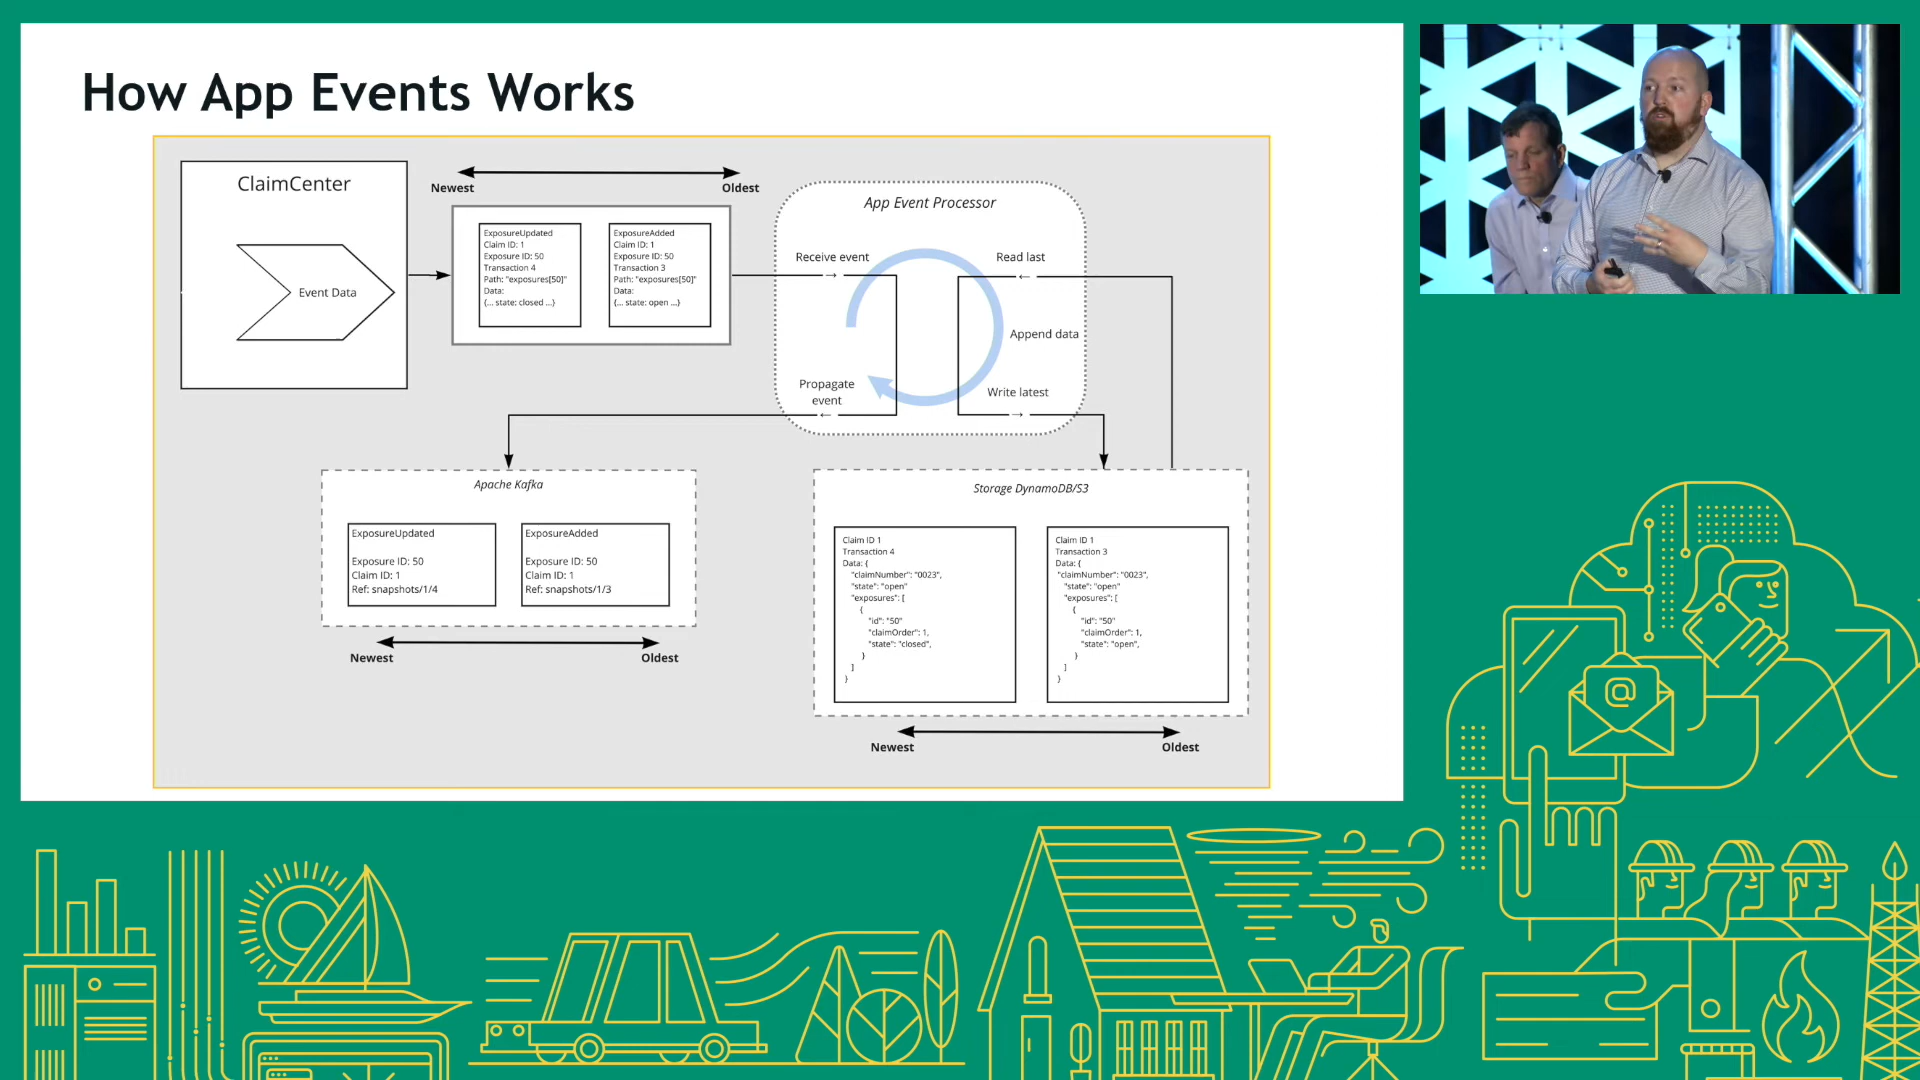 How App Events Works
ClaimCenter
Event Data
Newest
Oldest
ExposureUpdated
Claim ID: 1
Exposure ID: 50
Transaction 4
Path: "exposures[50]"
Data:
{... state: closed ...}
ExposureAdded
Claim ID: 1
Exposure ID: 50
Transaction 3
Path: "exposures[50]"
Data:
{... state: open ...}
App Event Processor
Receive event
→
Read last
←
Append data
Propagate
event
←
Write latest
→
Apache Kafka
ExposureUpdated
Exposure ID: 50
Claim ID: 1
Ref: snapshots/1/4
ExposureAdded
Exposure ID: 50
Claim ID: 1
Ref: snapshots/1/3
Newest
Oldest
Storage DynamoDB/S3
Claim ID 1
Transaction 4
Data: {
"claimNumber": "0023",
"state": "open"
"exposures": [
{
"id": "50"
"claimOrder": 1,
"state": "closed",
}
]
}
Claim ID 1
Transaction 3
Data: {
"claimNumber": "0023",
"state": "open"
"exposures": [
{
"id": "50"
"claimOrder": 1,
"state": "open",
}
]
}
Newest
Oldest
@